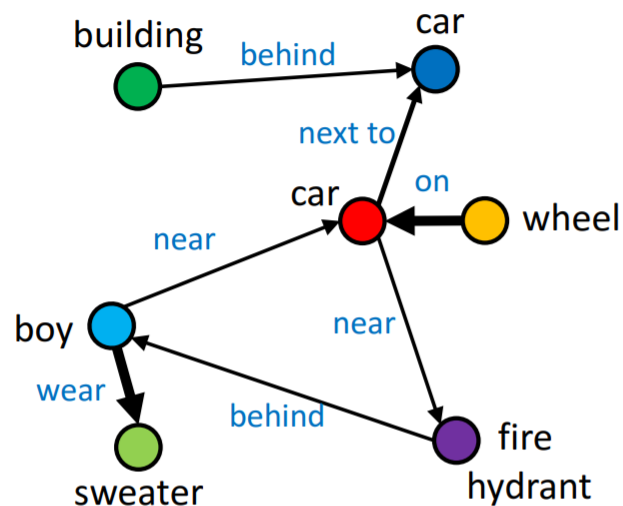 car
building
behind
next to
on
car
wheel
near
near
boy
wear
behind
fire
hydrant
sweater